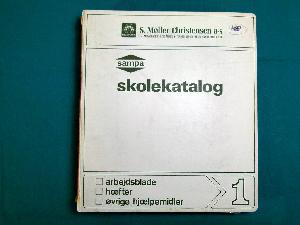 S. Møller Christensen a·s
sampa
skolekatalog
arbejdsblade
hæfter
øvrige hjælpemidler
1